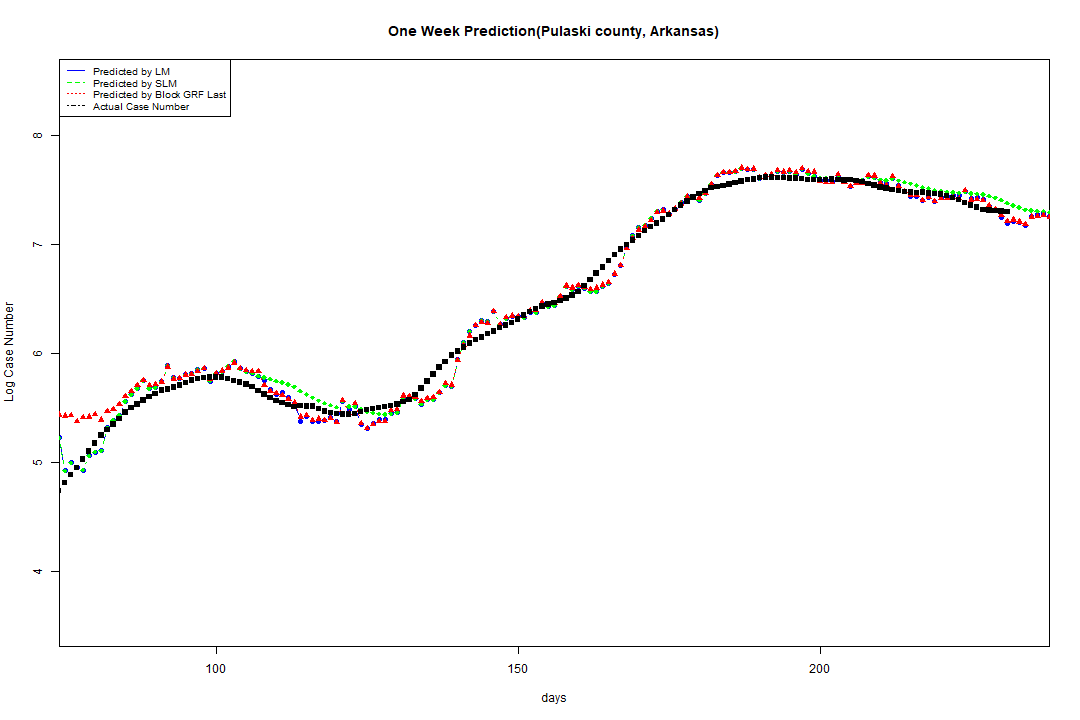 One Week Prediction(Pulaski county, Arkansas)
Predicted by LM
Predicted by SLM
Predicted by Block GRF Last
Actual Case Number
8
7
6
5
4
Log Case Number
100 150 200
days